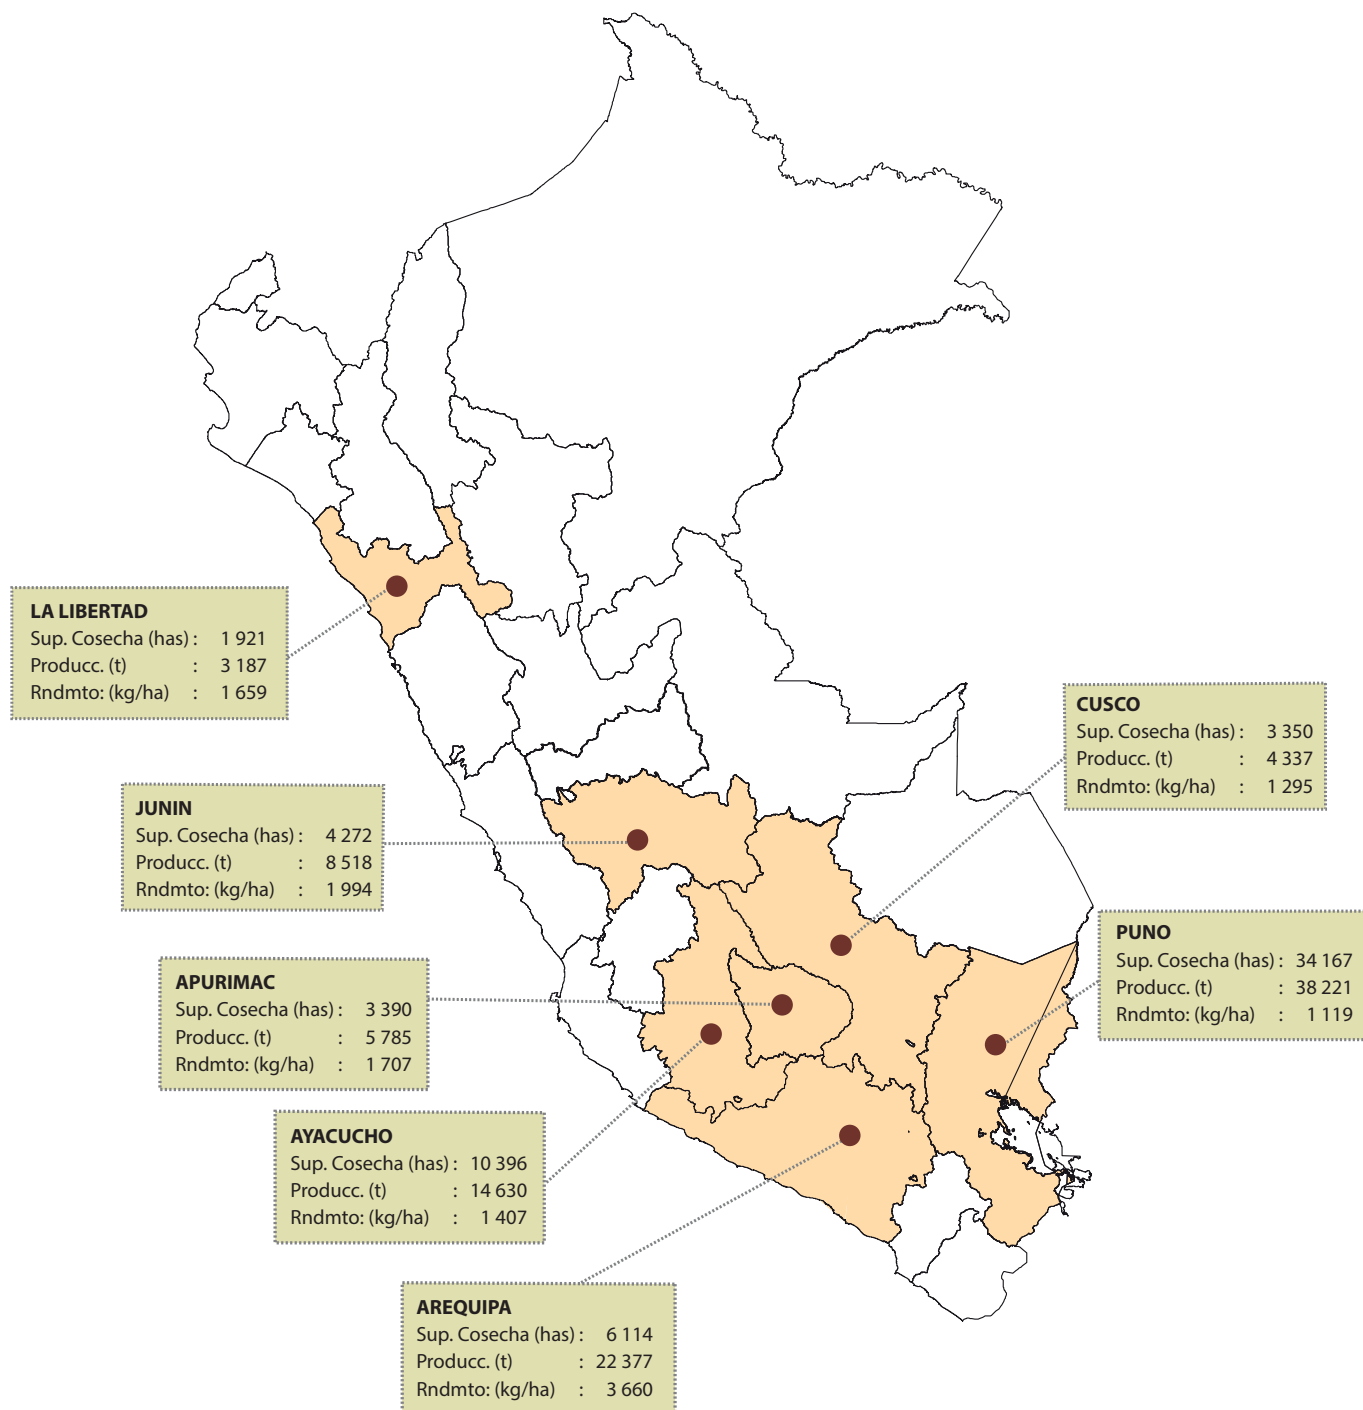 LA LIBERTAD
Sup. Cosecha (has) : 1 921
Producc. (t) : 3 187
Rndmto: (kg/ha) : 1 659
CUSCO
Sup. Cosecha (has) : 3 350
Producc. (t) : 4 337
Rndmto: (kg/ha) : 1 295
JUNIN
Sup. Cosecha (has) : 4 272
Producc. (t) : 8 518
Rndmto: (kg/ha) : 1 994
PUNO
Sup. Cosecha (has) : 34 167
Producc. (t) : 38 221
Rndmto: (kg/ha) : 1 119
APURIMAC
Sup. Cosecha (has) : 3 390
Producc. (t) : 5 785
Rndmto: (kg/ha) : 1 707
AYACUCHO
Sup. Cosecha (has) : 10 396
Producc. (t) : 14 630
Rndmto: (kg/ha) : 1 407
AREQUIPA
Sup. Cosecha (has) : 6 114
Producc. (t) : 22 377
Rndmto: (kg/ha) : 3 660